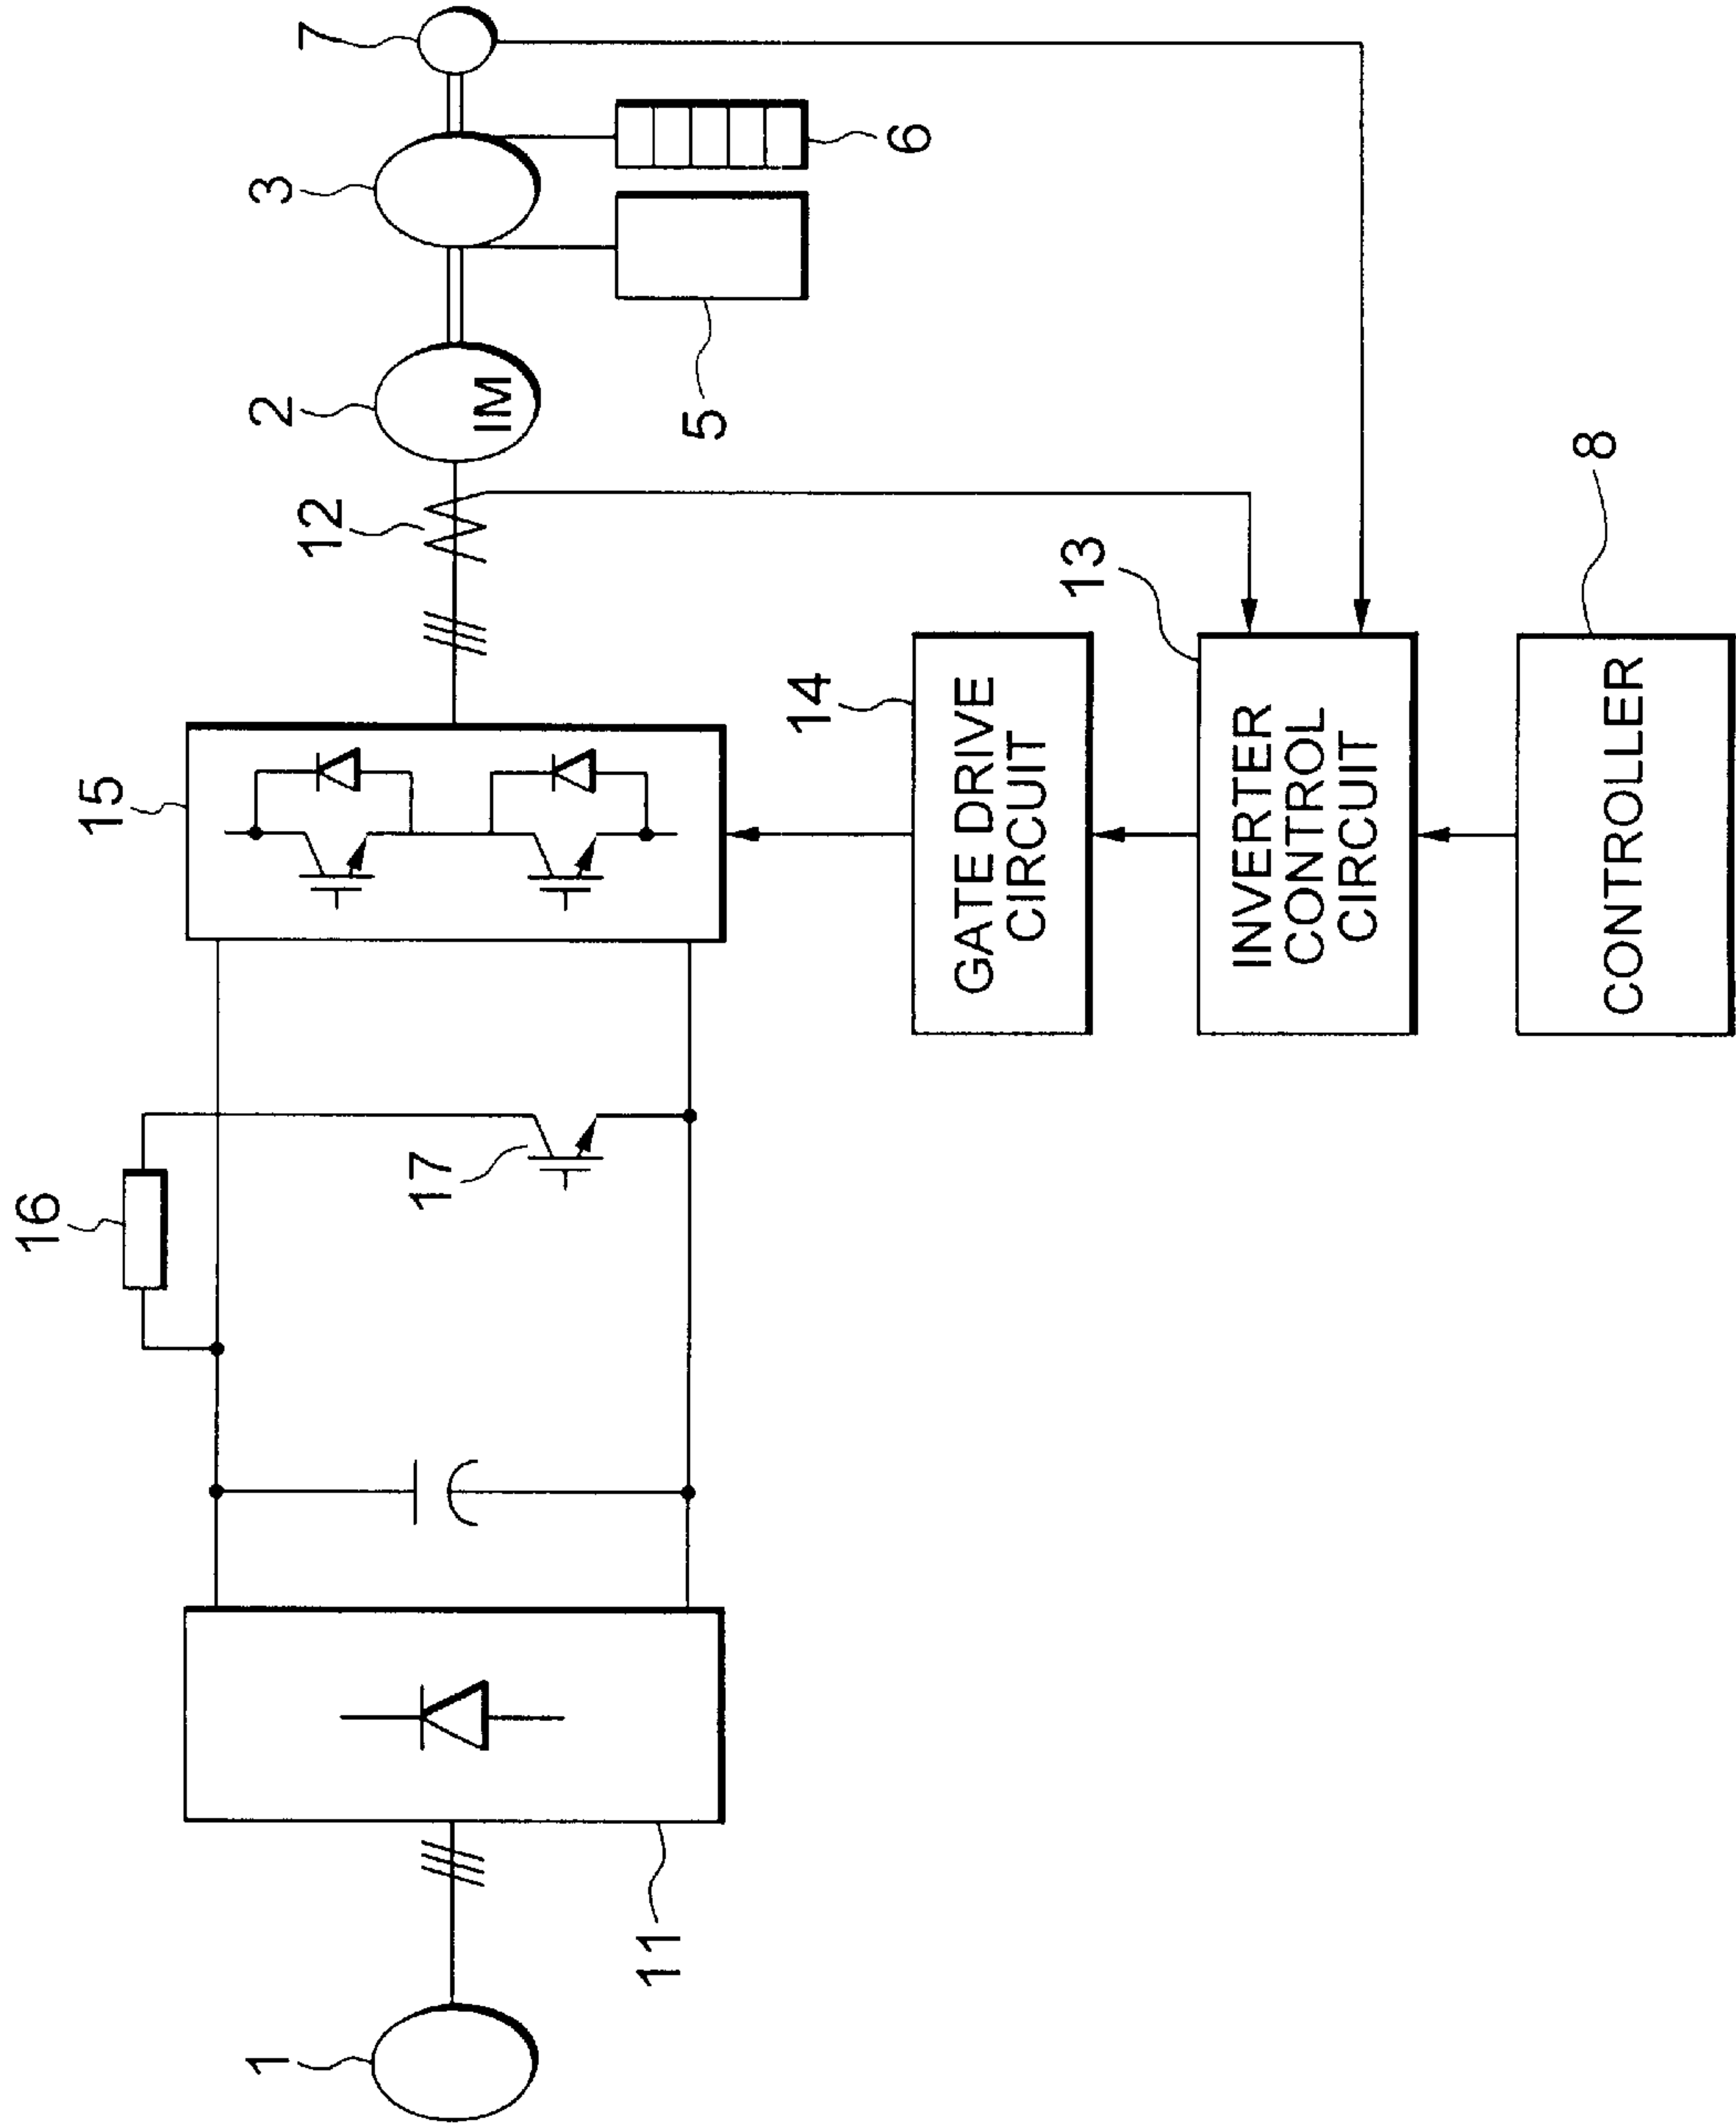 16
15
7
3
2
12
IM
1
17
5
6
11
14
GATE DRIVE
CIRCUIT
13
INVERTER
CONTROL
CIRCUIT
8
CONTROLLER